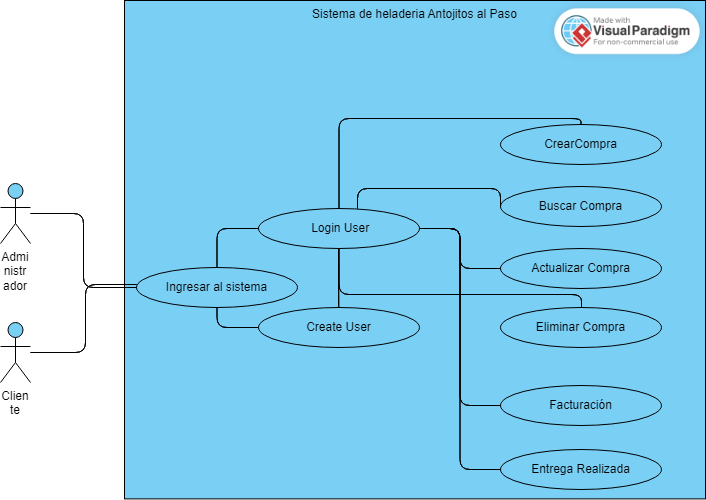 Sistema de heladeria Antojitos al Paso
Made with
Visual Paradigm
For non-commercial use
CrearCompra
Buscar Compra
Login User
Actualizar Compra
Admi
nistr
ador
Ingresar al sistema
Create User
Eliminar Compra
Clien
te
Facturación
Entrega Realizada